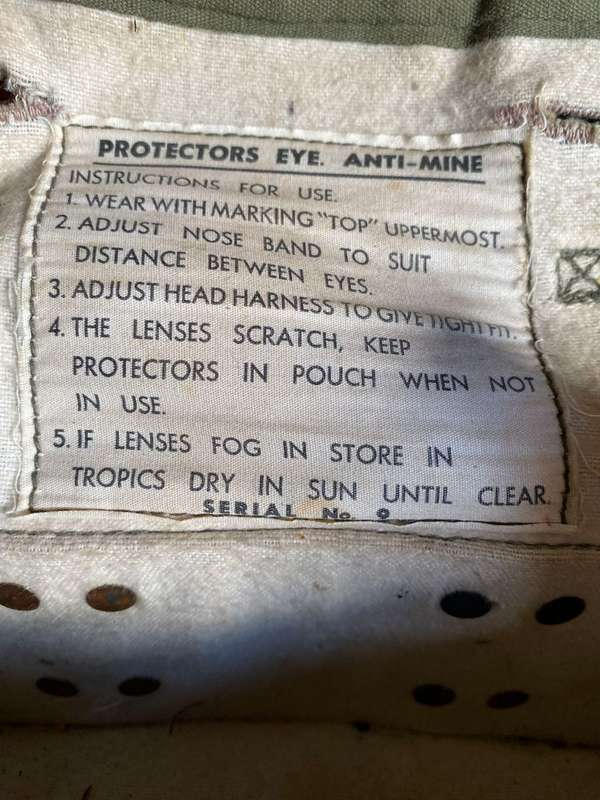 PROTECTORS EYE. ANTI-MINE
INSTRUCTIONS FOR USE.
1. WEAR WITH MARKING "TOP" UPPERMOST.
2. ADJUST NOSE BAND TO SUIT
DISTANCE BETWEEN EYES.
3. ADJUST HEAD HARNESS TO GIVE TIGHT FIT.
4. THE LENSES SCRATCH, KEEP
PROTECTORS IN POUCH WHEN NOT
IN USE.
5. IF LENSES FOG IN STORE IN
TROPICS DRY IN SUN UNTIL CLEAR.
SERIAL No. 9